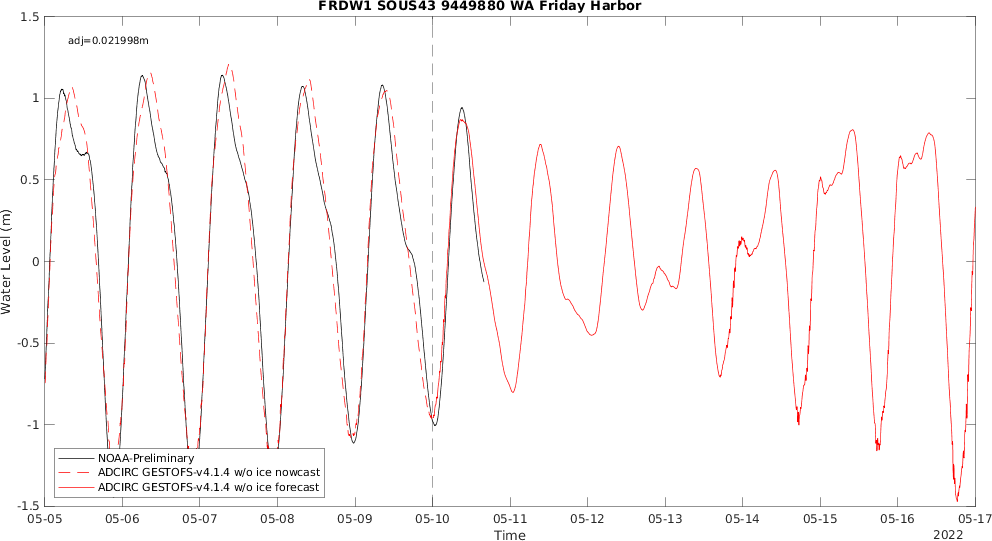 FRDW1 SOUS43 9449880 WA Friday Harbor
1.5
adj=0.021998m
1
0.5
0
-0.5
-1
-1.5
Water Level (m)
NOAA-Preliminary
ADCIRC GESTOFS-v4.1.4 w/o ice nowcast
ADCIRC GESTOFS-v4.1.4 w/o ice forecast
05-05 05-06 05-07 05-08 05-09 05-10 05-11 05-12 05-13 05-14 05-15 05-16 05-17
Time
2022